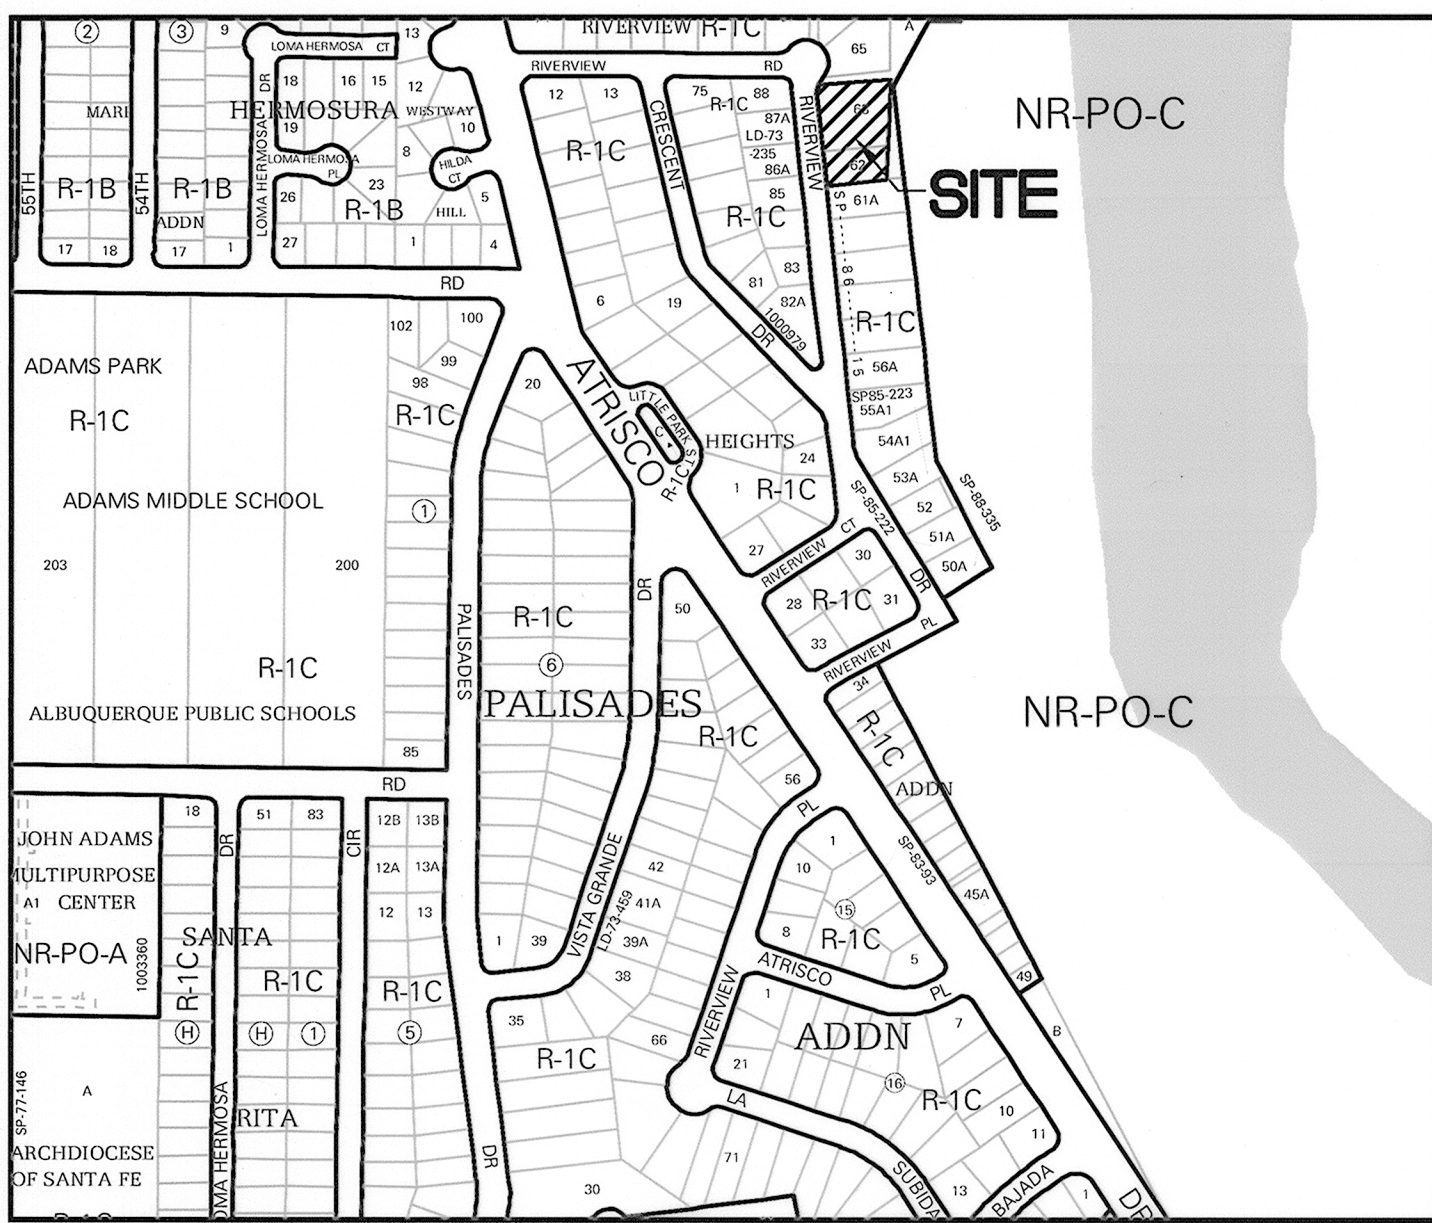 RIVERVIEW R-1C
2
3
9
13
65
A
LOMA HERMOSA CT
RIVERVIEW RD
18
16
15
12
12
13
75
R-1C
88
63
NR-PO-C
MARI
HERMOSURA
WESTWAY
10
87A
LD-73
-235
86A
62
19
8
LOMA HERMOSA
PL
HILDA
CT
R-1C
CRESCENT
RIVERVIEW
SITE
55TH
R-1B
54TH
R-1B
LOMA HERMOSA DR
26
23
R-1B
HILL
5
85
R-1C
61A
SP-86-15
ADDN
17
18
17
1
27
1
4
83
81
RD
6
19
82A
1000979
DR
R-1C
102
100
99
98
ADAMS PARK
R-1C
R-1C
20
ATRISCO
LITTLE PARK ST
C
R-1C
56A
SP85-223
55A1
54A1
HEIGHTS
24
53A
ADAMS MIDDLE SCHOOL
1
1
R-1C
SP-85-222
52
SP-88-335
51A
50A
203
200
27
RIVERVIEW CT
30
DR
DR
PALISADES
R-1C
50
28
R-1C
31
33
PL
RIVERVIEW
R-1C
6
34
ALBUQUERQUE PUBLIC SCHOOLS
PALISADES
R-1C
R-1C
NR-PO-C
85
RD
56
ADDN
PL
18
51
83
12B
13B
JOHN ADAMS
MULTIPURPOSE
A1 CENTER
NR-PO-A
1003360
DR
CIR
12A
13A
12
13
1
10
SP-83-93
42
45A
VISTA GRANDE
LD-73-459
41A
15
SANTA
R-1C
R-1C
R-1C
1
39
39A
38
8
R-1C
5
ATRISCO
PL
49
H
H
1
5
35
R-1C
66
RIVERVIEW
1
ADDN
7
B
21
16
R-1C
SP-77-146
A
RITA
LA
10
11
ARCHDIOCESE
OF SANTA FE
LOMA HERMOSA
DR
71
SUBIDA
30
13
BAJADA
1
DR
R-1C